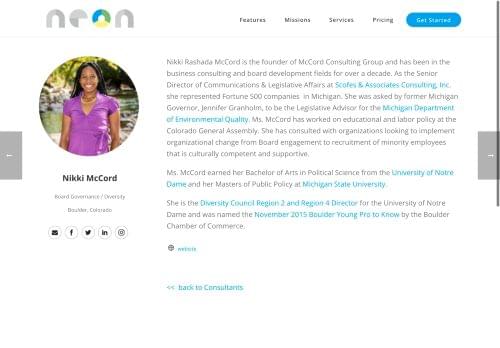 neon
Features Missions Services Pricing Get Started
Nikki Rashada McCord is the founder of McCord Consulting Group and has been in the
business consulting and board development fields for over a decade. As the Senior
Director of Communications & Legislative Affairs at Scofes & Associates Consulting, Inc.
she represented Fortune 500 companies in Michigan. She was asked by former Michigan
Governor, Jennifer Granholm, to be the Legislative Advisor for the Michigan Department
of Environmental Quality. Ms. McCord has worked on educational and labor policy at the
Colorado General Assembly. She has consulted with organizations looking to implement
organizational change from Board engagement to recruitment of minority employees
that is culturally competent and supportive.
Ms. McCord earned her Bachelor of Arts in Political Science from the University of Notre
Dame and her Masters of Public Policy at Michigan State University.
She is the Diversity Council Region 2 and Region 4 Director for the University of Notre
Dame and was named the November 2015 Boulder Young Pro to Know by the Boulder
Chamber of Commerce.
website
<< back to Consultants
Nikki McCord
Board Governance / Diversity
Boulder, Colorado